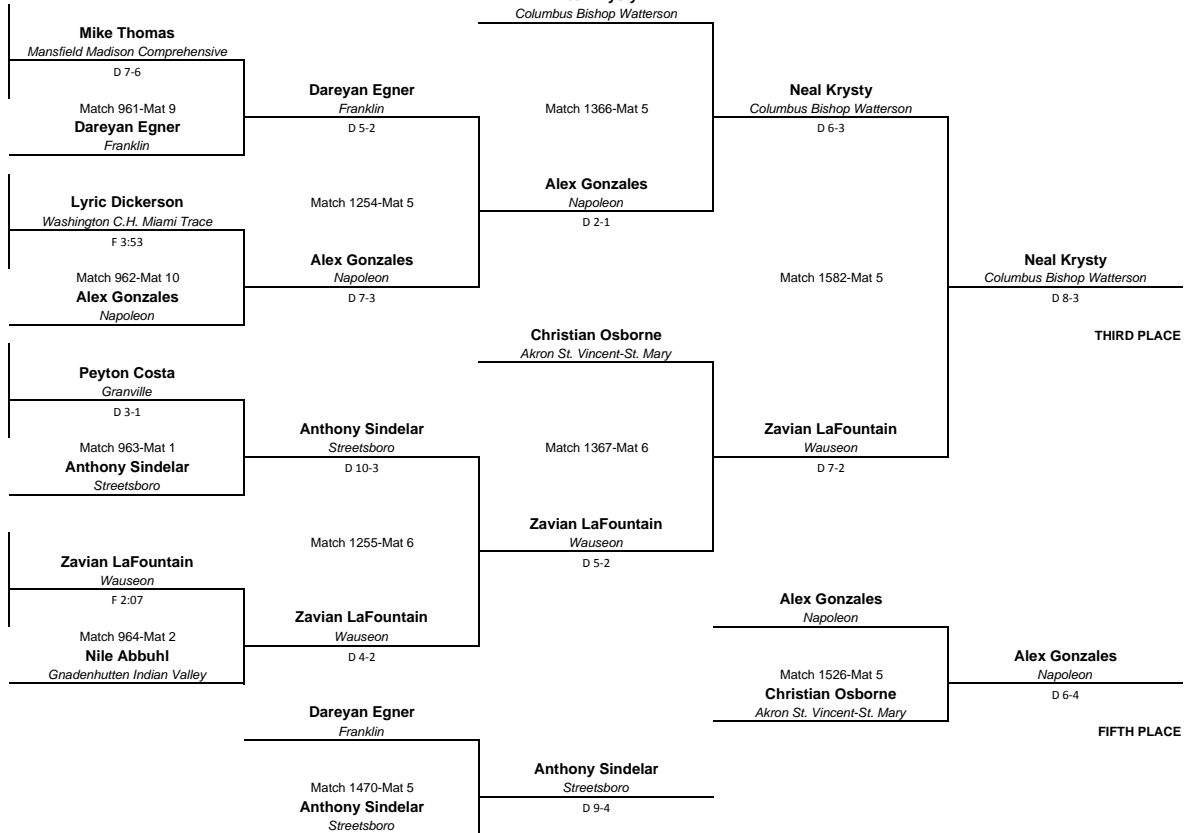 Columbus Bishop Watterson
Mike Thomas
Mansfield Madison Comprehensive
D 7-6
Match 961-Mat 9
Dareyan Egner
Franklin
Dareyan Egner
Franklin
D 5-2
Match 1366-Mat 5
Neal Krysty
Columbus Bishop Watterson
D 6-3
Lyric Dickerson
Washington C.H. Miami Trace
F 3:53
Match 1254-Mat 5
Alex Gonzales
Napoleon
D 2-1
Match 962-Mat 10
Alex Gonzales
Napoleon
Alex Gonzales
Napoleon
D 7-3
Match 1582-Mat 5
Neal Krysty
Columbus Bishop Watterson
D 8-3
THIRD PLACE
Christian Osborne
Akron St. Vincent-St. Mary
Peyton Costa
Granville
D 3-1
Match 963-Mat 1
Anthony Sindelar
Streetsboro
Anthony Sindelar
Streetsboro
D 10-3
Match 1367-Mat 6
Zavian LaFountain
Wauseon
D 7-2
Match 1255-Mat 6
Zavian LaFountain
Wauseon
D 5-2
Zavian LaFountain
Wauseon
F 2:07
Match 964-Mat 2
Nile Abbuhl
Gnadenhutten Indian Valley
Zavian LaFountain
Wauseon
D 4-2
Alex Gonzales
Napoleon
Match 1526-Mat 5
Christian Osborne
Akron St. Vincent-St. Mary
Alex Gonzales
Napoleon
D 6-4
FIFTH PLACE
Dareyan Egner
Franklin
Match 1470-Mat 5
Anthony Sindelar
Streetsboro
Anthony Sindelar
Streetsboro
D 9-4